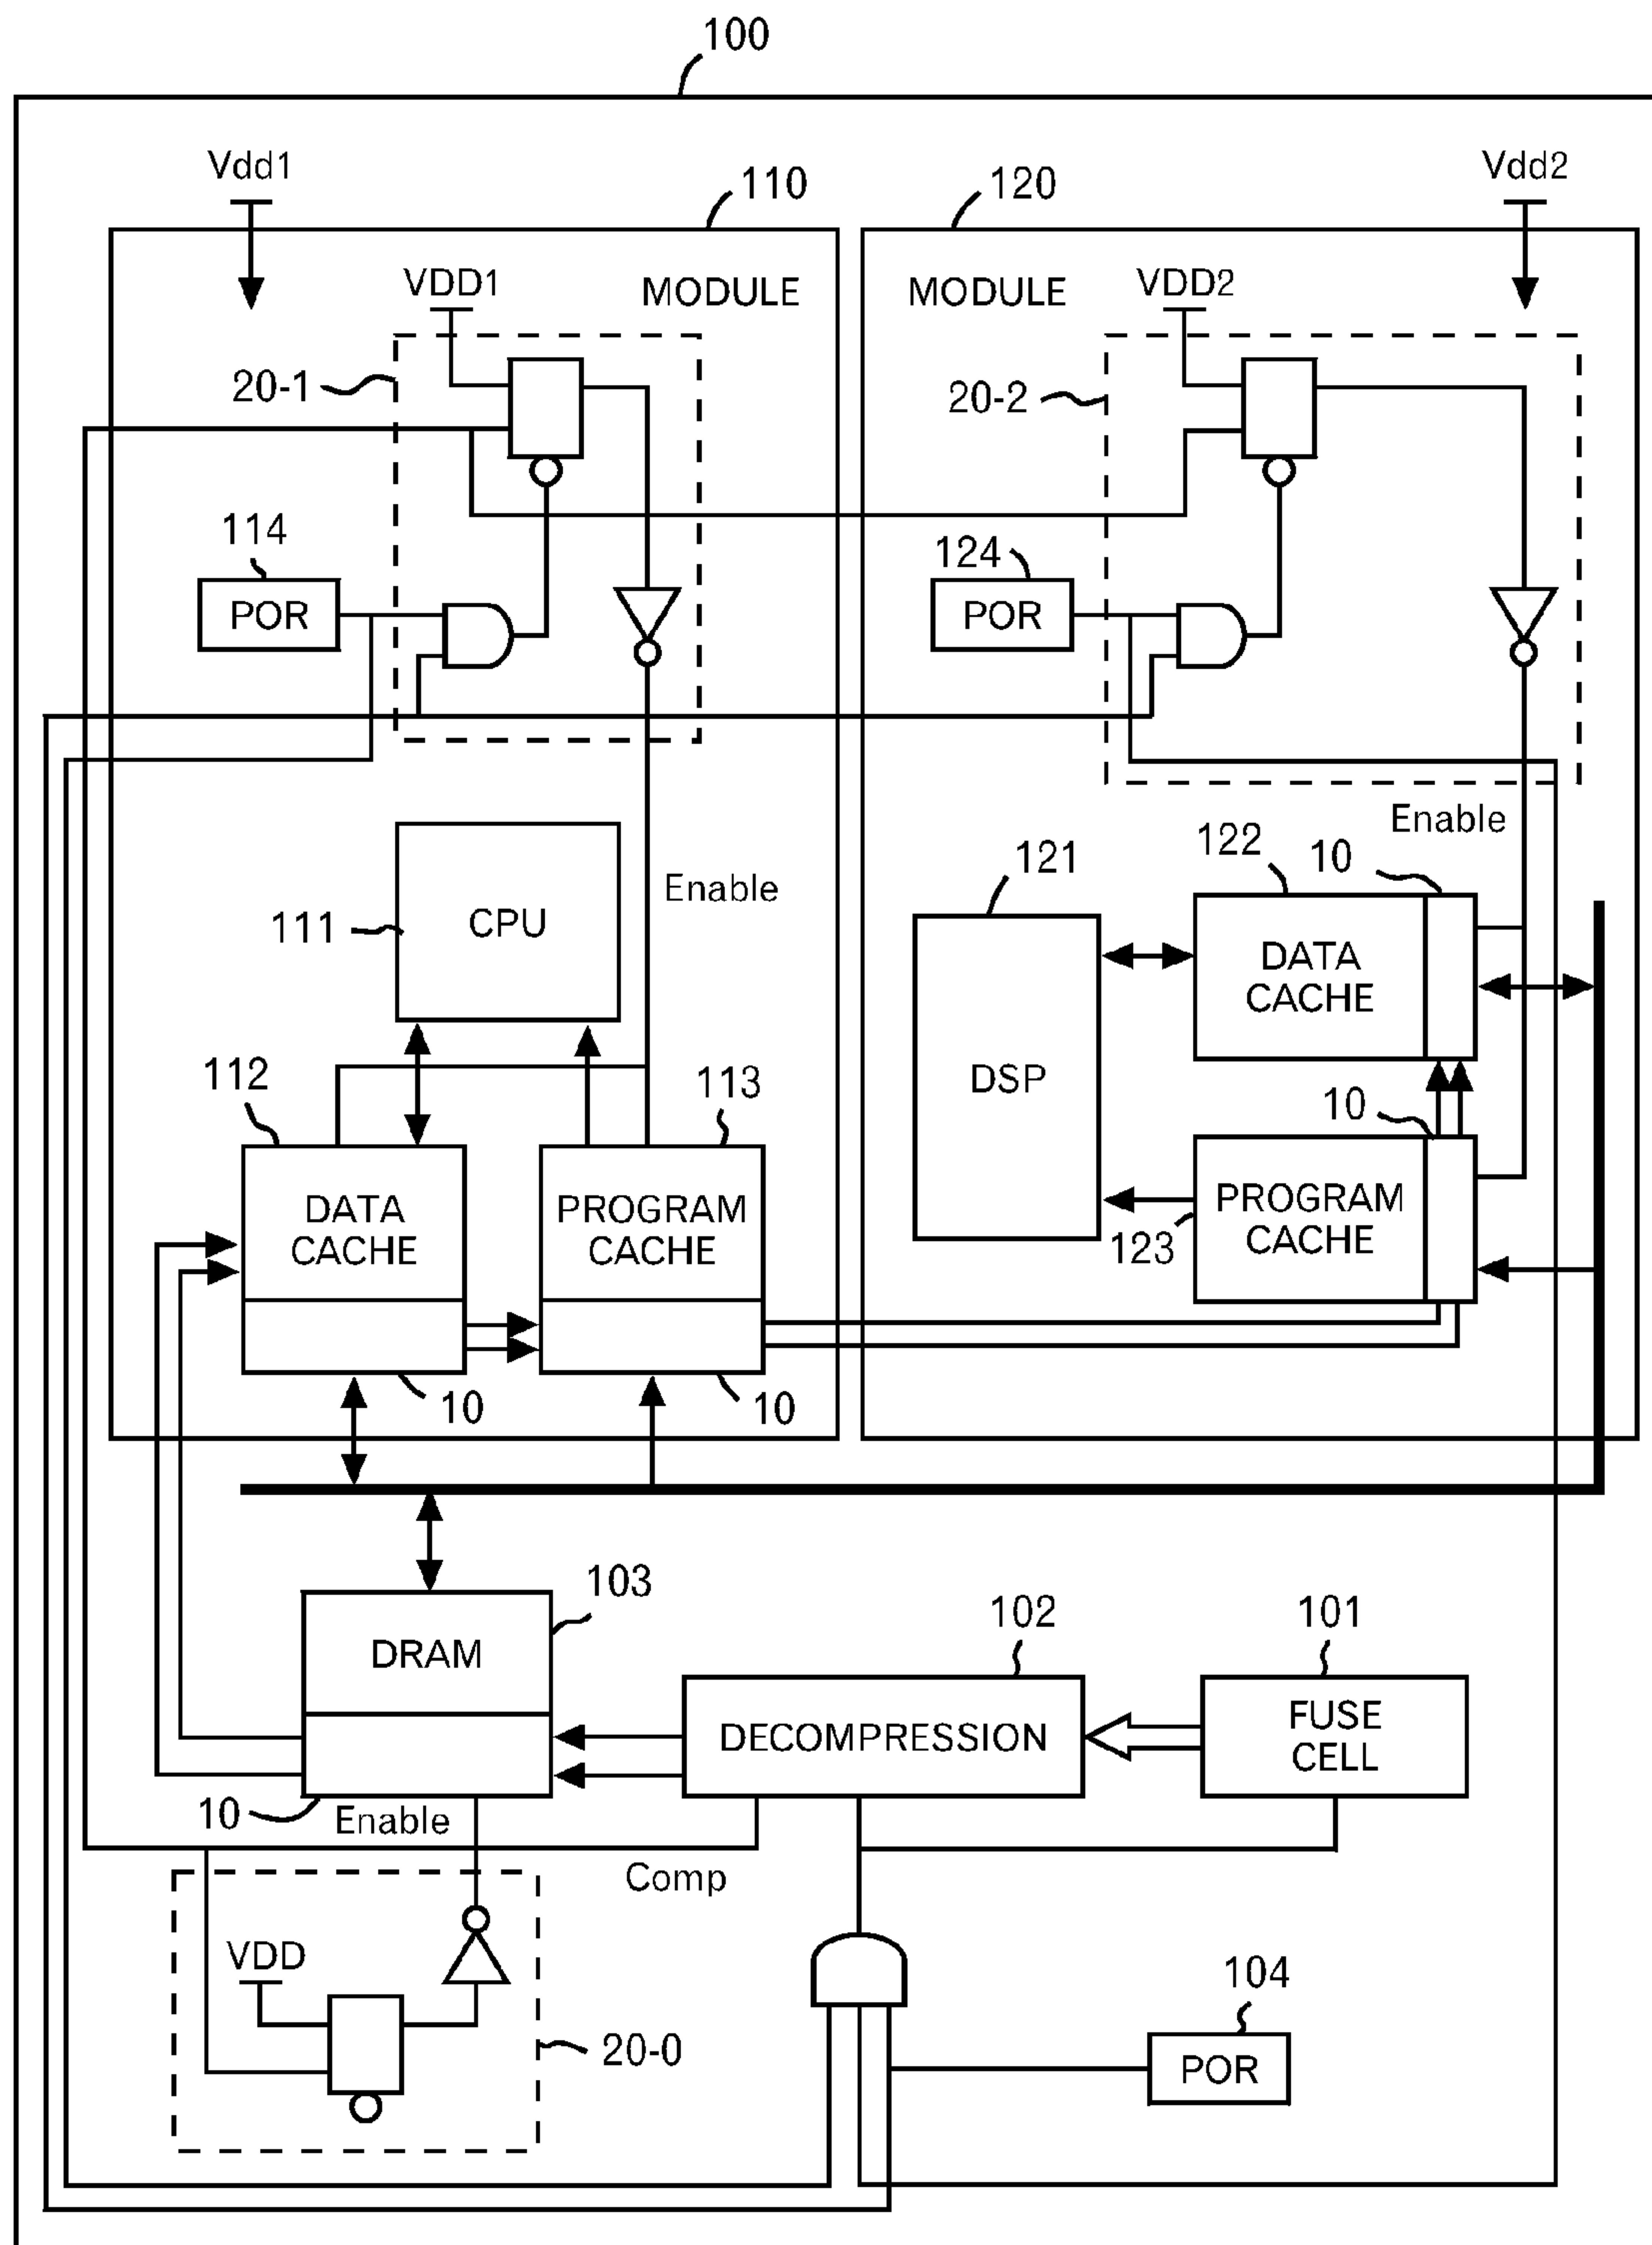 100
Vdd1
Vdd2
110
120
VDD1
MODULE
MODULE
VDD2
20-1
20-2
114
POR
124
POR
Enable
121
122
10
Enable
111
CPU
DATA
CACHE
112
113
DSP
10
DATA
CACHE
PROGRAM
CACHE
PROGRAM
CACHE
123
10
10
103
DRAM
102
101
DECOMPRESSION
FUSE
CELL
10
Enable
Comp
VDD
104
20-0
POR